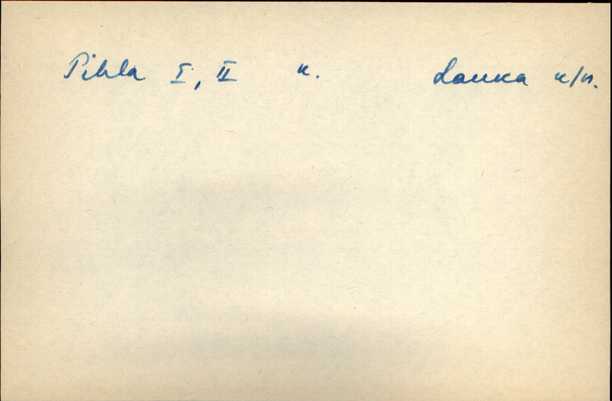 Pihla I, II к. Lauka к/н.